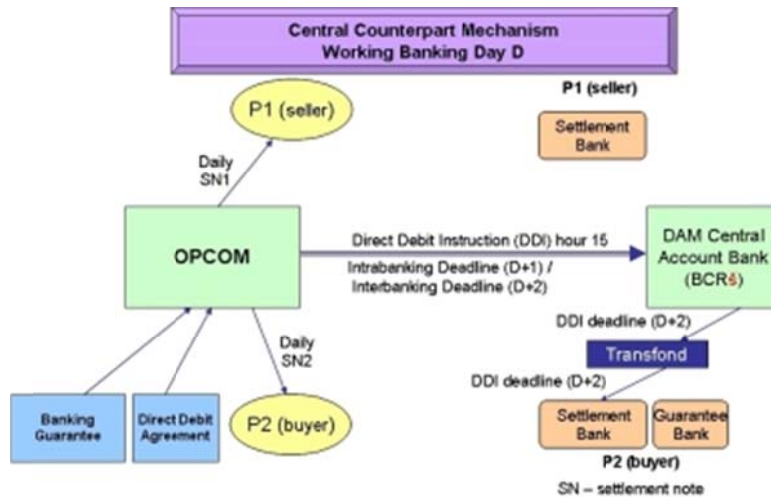 Central Counterpart Mechanism
Working Banking Day D
P1 (seller)
P1 (seller)
Settlement
Bank
Daily
SN1
OPCOM
Direct Debit Instruction (DDI) hour 15
Intrabanking Deadline (D+1) /
Interbanking Deadline (D+2)
DAM Central
Account Bank
DDI deadline (D+2)
Transfond
Daily
SN2
DDI deadline (D+2)
Banking
Guarantee
Direct Debit
Agreement
P2 (buyer)
Settlement
Bank
Guarantee
Bank
P2 (buyer)
SN – settlement note